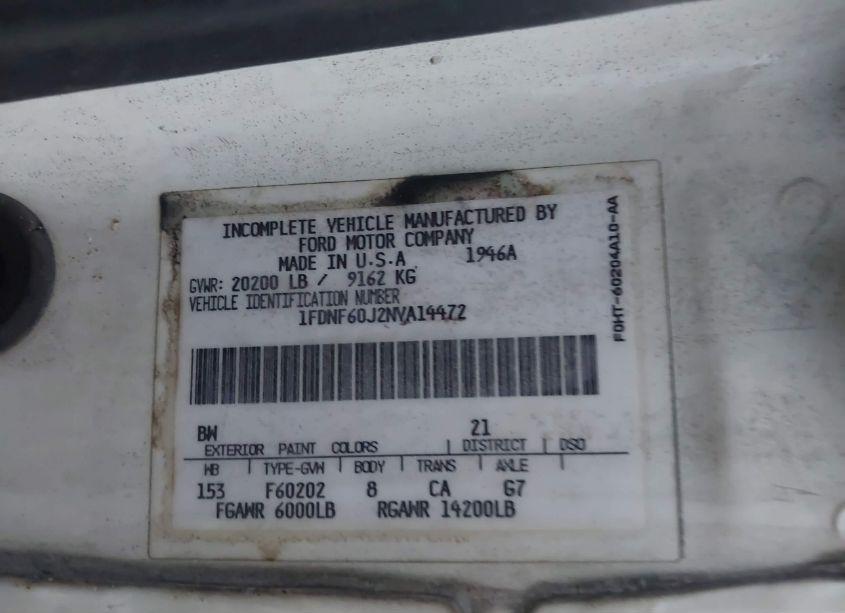 INCOMPLETE VEHICLE MANUFACTURED BY
FORD MOTOR COMPANY
MADE IN U.S.A 1946A
GVWR: 20200 LB / 9162 KG
VEHICLE IDENTIFICATION NUMBER
1FDNF60J2NVA14472
BW 21
EXTERIOR PAINT COLORS | DISTRICT | DSO
WB | TYPE-GVW | BODY | TRANS | AXLE |
153 F60202 8 CA G7
FGAWR 6000LB RGAWR 14200LB
F0HT-60204A10-AA